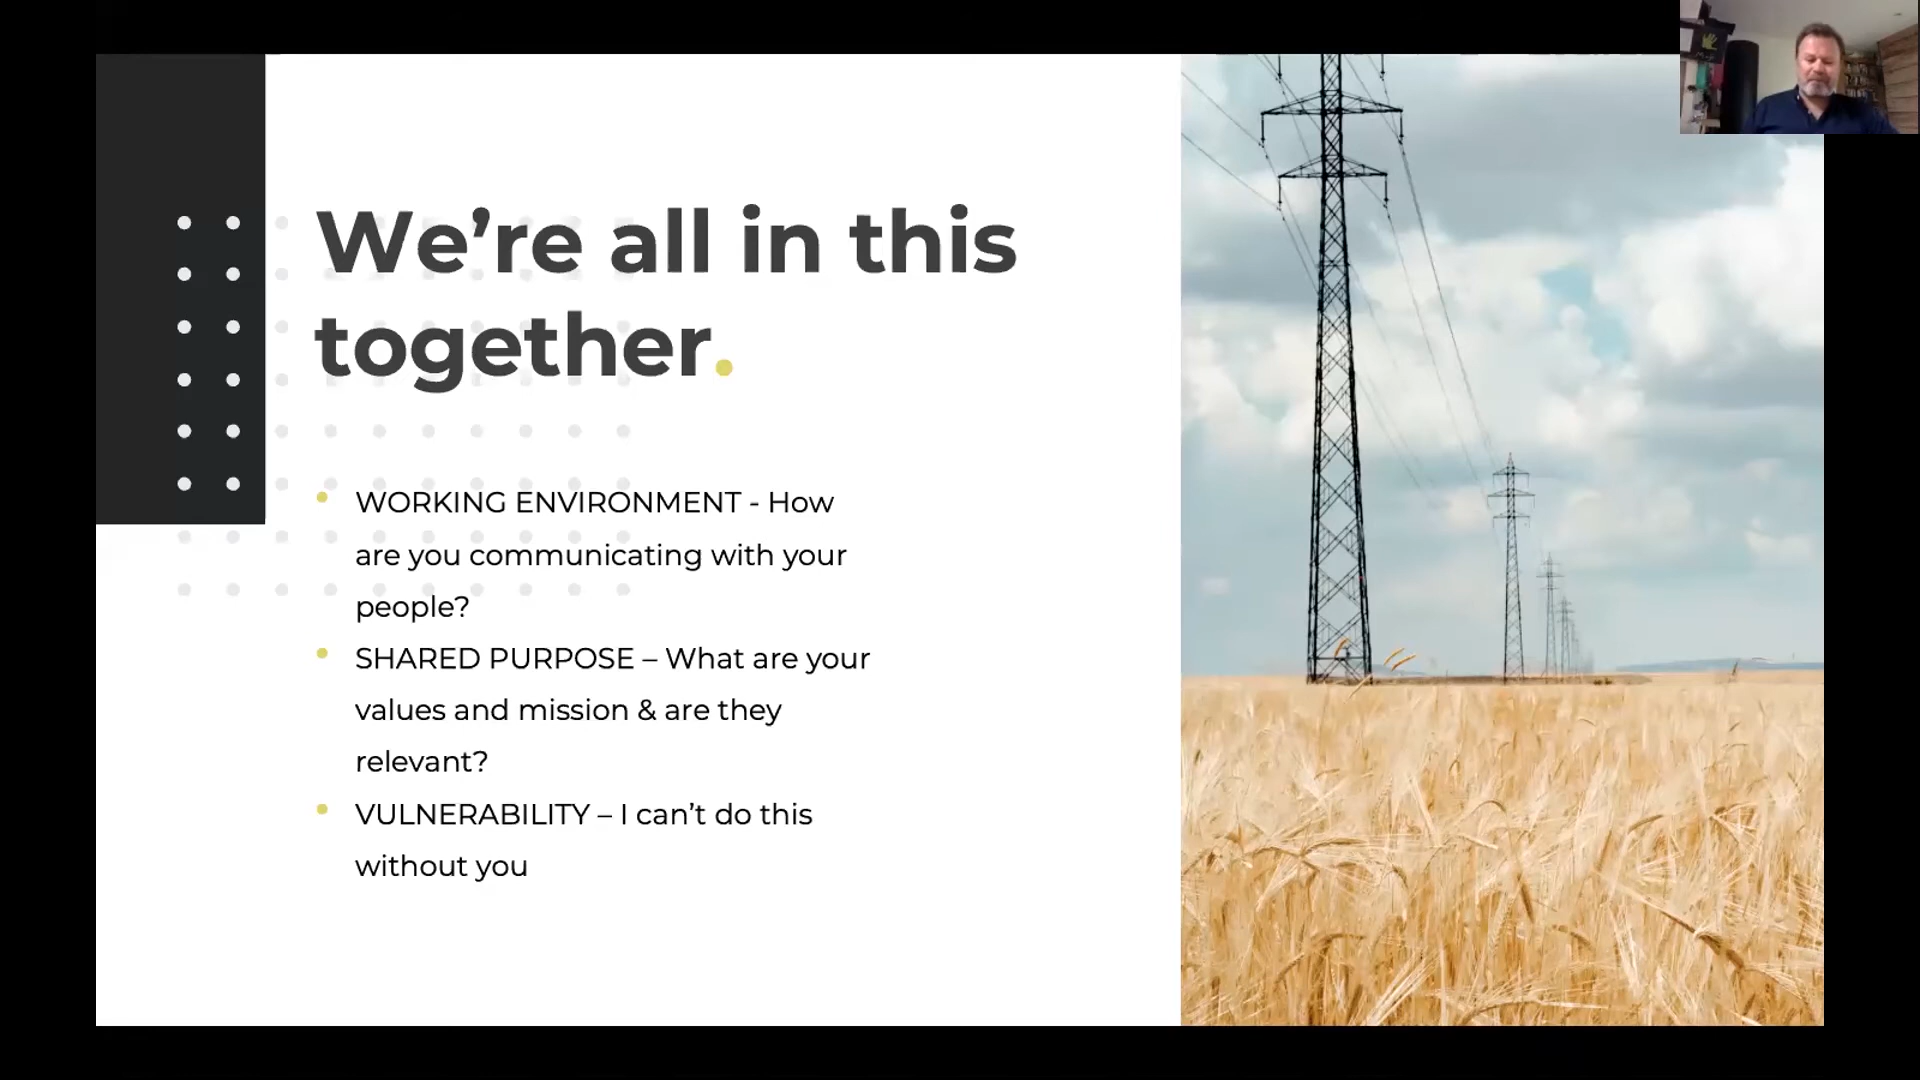 We’re all in this
together.
WORKING ENVIRONMENT - How
are you communicating with your
people?
SHARED PURPOSE – What are your
values and mission & are they
relevant?
VULNERABILITY – I can’t do this
without you